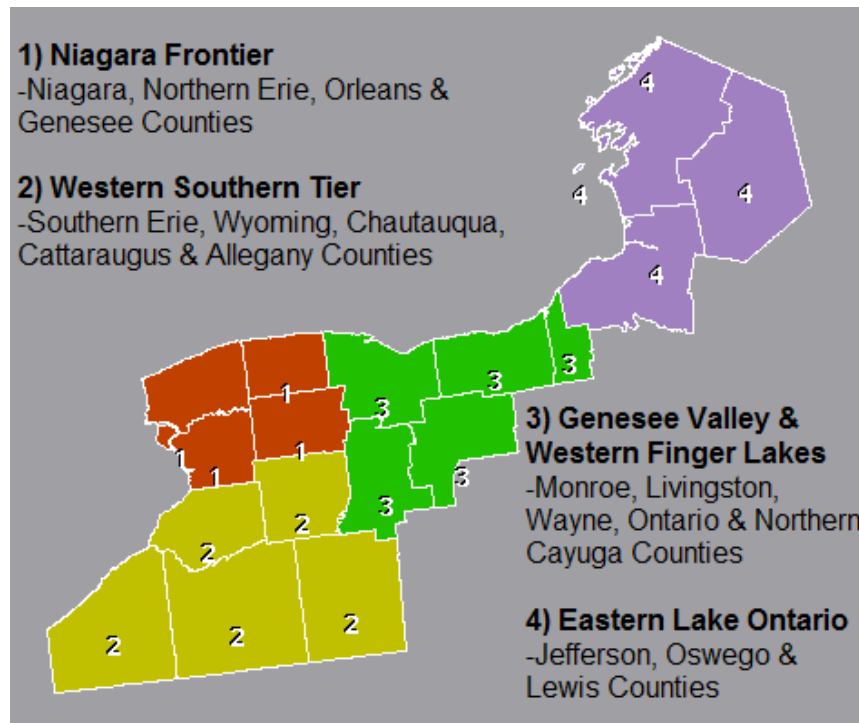 1) Niagara Frontier
-Niagara, Northern Erie, Orleans &
Genesee Counties
2) Western Southern Tier
-Southern Erie, Wyoming, Chautauqua,
Cattaraugus & Allegany Counties
4
4
4
4
1
3
3
3
1
1
1
3
3
2
2
2
2
2
3) Genesee Valley &
Western Finger Lakes
-Monroe, Livingston,
Wayne, Ontario & Northern
Cayuga Counties
4) Eastern Lake Ontario
-Jefferson, Oswego &
Lewis Counties